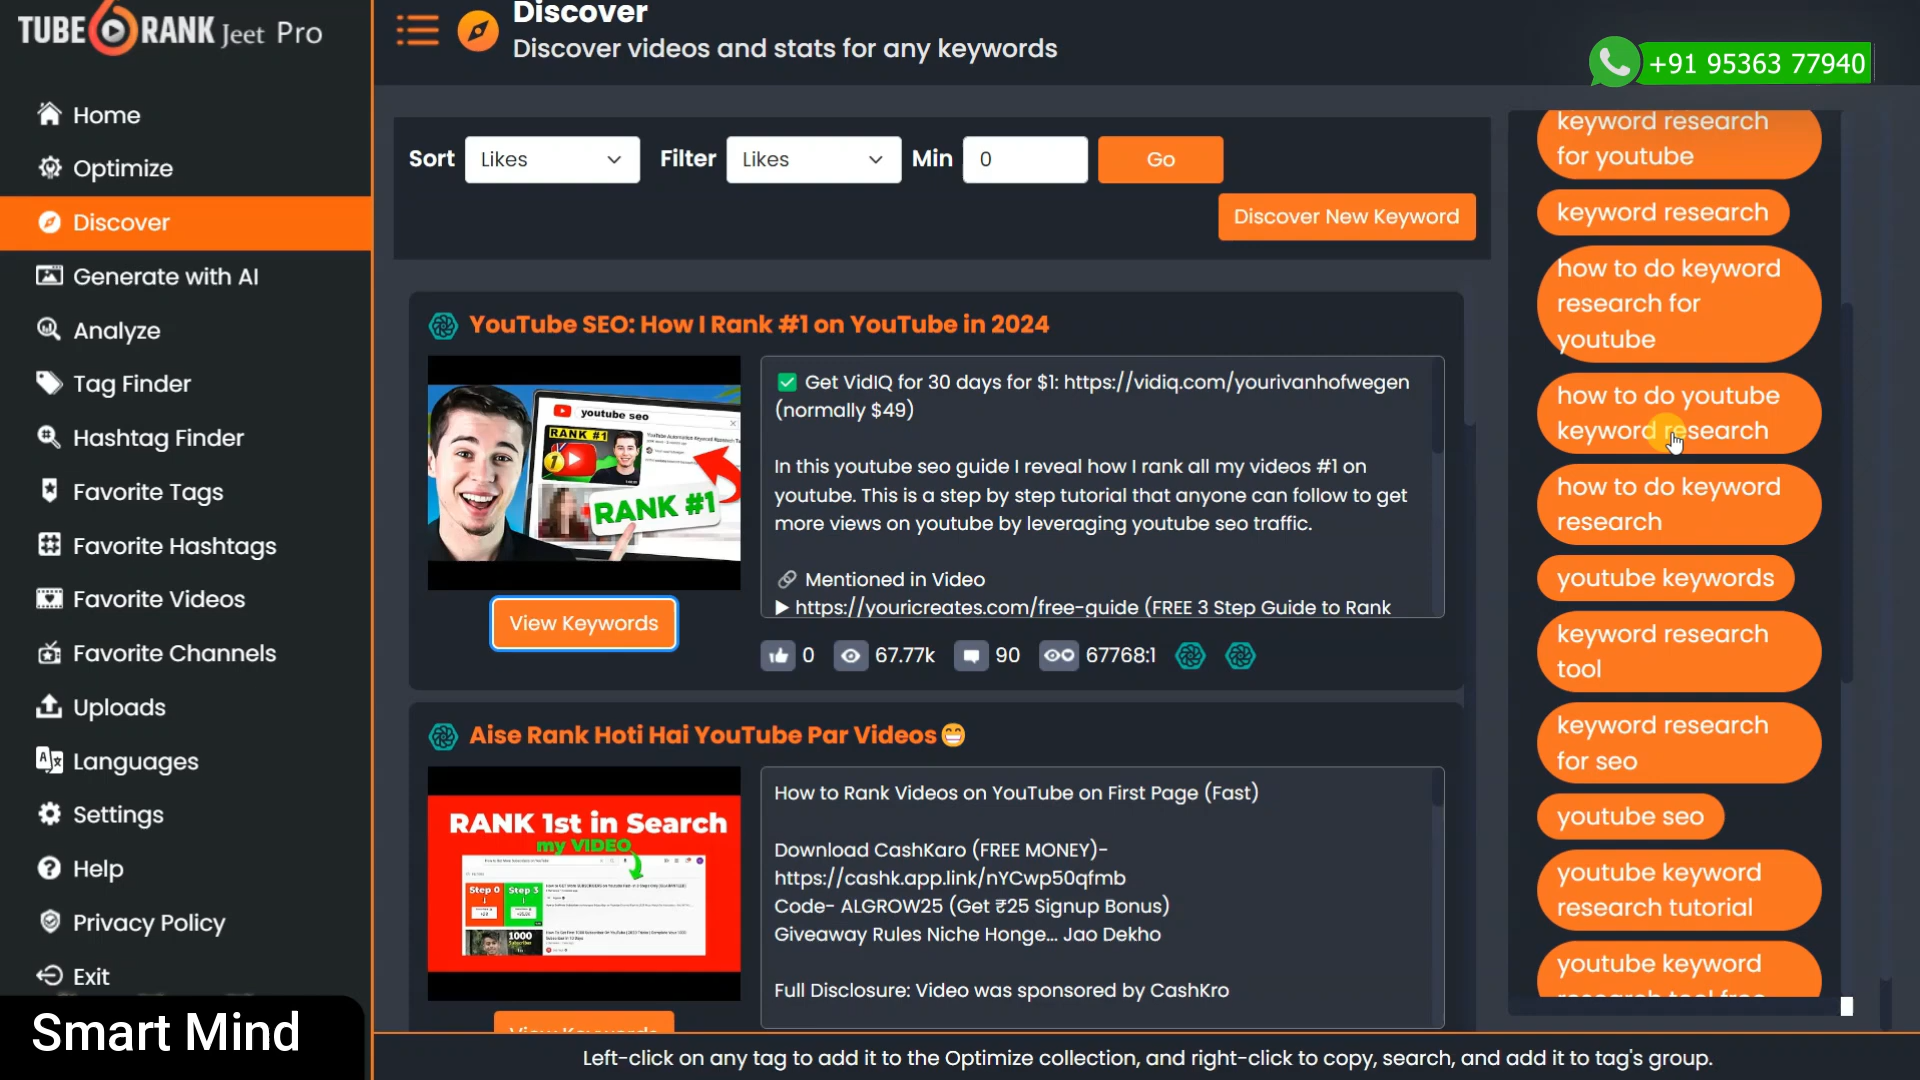 TUBE RANK Jeet Pro
Home
Optimize
Discover
Generate with AI
Analyze
Tag Finder
Hashtag Finder
Favorite Tags
Favorite Hashtags
Favorite Videos
Favorite Channels
Uploads
Languages
Settings
Help
Privacy Policy
Exit
Smart Mind
Discover
Discover videos and stats for any keywords
+91 95363 77940
Sort
Likes
Filter
Likes
Min
0
Go
Discover New Keyword
YouTube SEO: How I Rank #1 on YouTube in 2024
youtube seo
RANK #1
RANK #1
View Keywords
✅ Get VidIQ for 30 days for $1: https://vidiq.com/yourivanhofwegen
(normally $49)
In this youtube seo guide I reveal how I rank all my videos #1 on
youtube. This is a step by step tutorial that anyone can follow to get
more views on youtube by leveraging youtube seo traffic.
🔗 Mentioned in Video
▶ https://youricreates.com/free-guide (FREE 3 Step Guide to Rank
0
67.77k
90
67768:1
Aise Rank Hoti Hai YouTube Par Videos😁
RANK 1st in Search
my VIDEO
Step 0
Step 3
1000
View Keywords
How to Rank Videos on YouTube on First Page (Fast)
Download CashKaro (FREE MONEY)-
https://cashk.app.link/nYCwp50qfmb
Code- ALGROW25 (Get ₹25 Signup Bonus)
Giveaway Rules Niche Honge... Jao Dekho
Full Disclosure: Video was sponsored by CashKro
keyword research
for youtube
keyword research
how to do keyword
research for
youtube
how to do youtube
keyword research
how to do keyword
research
youtube keywords
keyword research
tool
keyword research
for seo
youtube seo
youtube keyword
research tutorial
youtube keyword
research tool free
Left-click on any tag to add it to the Optimize collection, and right-click to copy, search, and add it to tag's group.